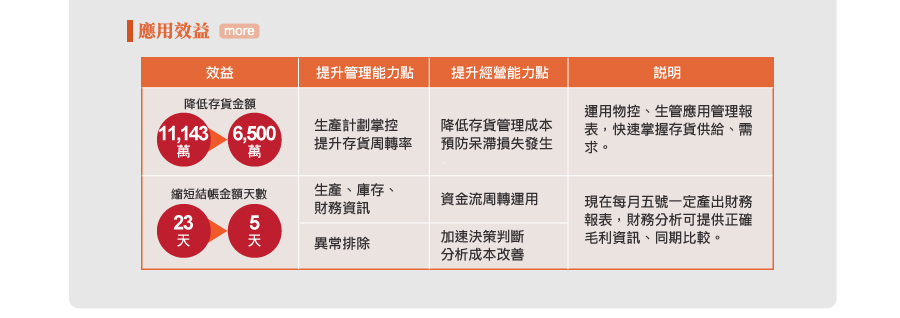 應用效益 more
效益 提升管理能力點 提升經營能力點 説明
降低存貨金額
11,143 萬 6,500 萬
生產計劃掌控
提升存貨周轉率
降低存貨管理成本
預防呆滯損失發生
運用物控、生管應用管理報
表，快速掌握存貨供給、需
求。
縮短結帳金額天數
23 天 5 天
生產、庫存、
財務資訊
資金流周轉運用
異常排除
加速決策判斷
分析成本改善
現在每月五號一定產出財務
報表，財務分析可提供正確
毛利資訊、同期比較。